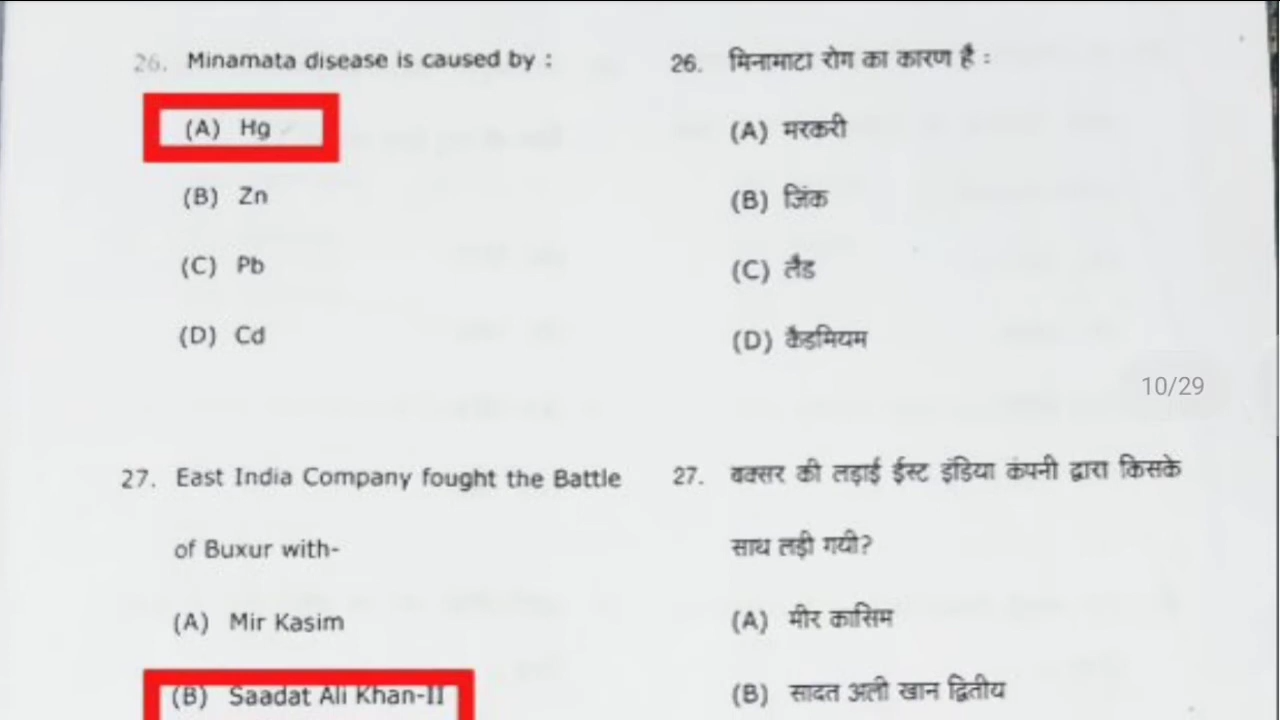 26. Minamata disease is caused by :
(A) Hg
(B) Zn
(C) Pb
(D) Cd
27. East India Company fought the Battle
of Buxur with-
(A) Mir Kasim
(B) Saadat Ali Khan-II
26. मिनामाटा रोग का कारण है :
(A) मरकरी
(B) जिंक
(C) लैड
(D) कैडमियम
10/29
27. बक्सर की लड़ाई ईस्ट इंडिया कंपनी द्वारा किसके
साथ लड़ी गयी?
(A) मीर कासिम
(B) सादत अली खान द्वितीय